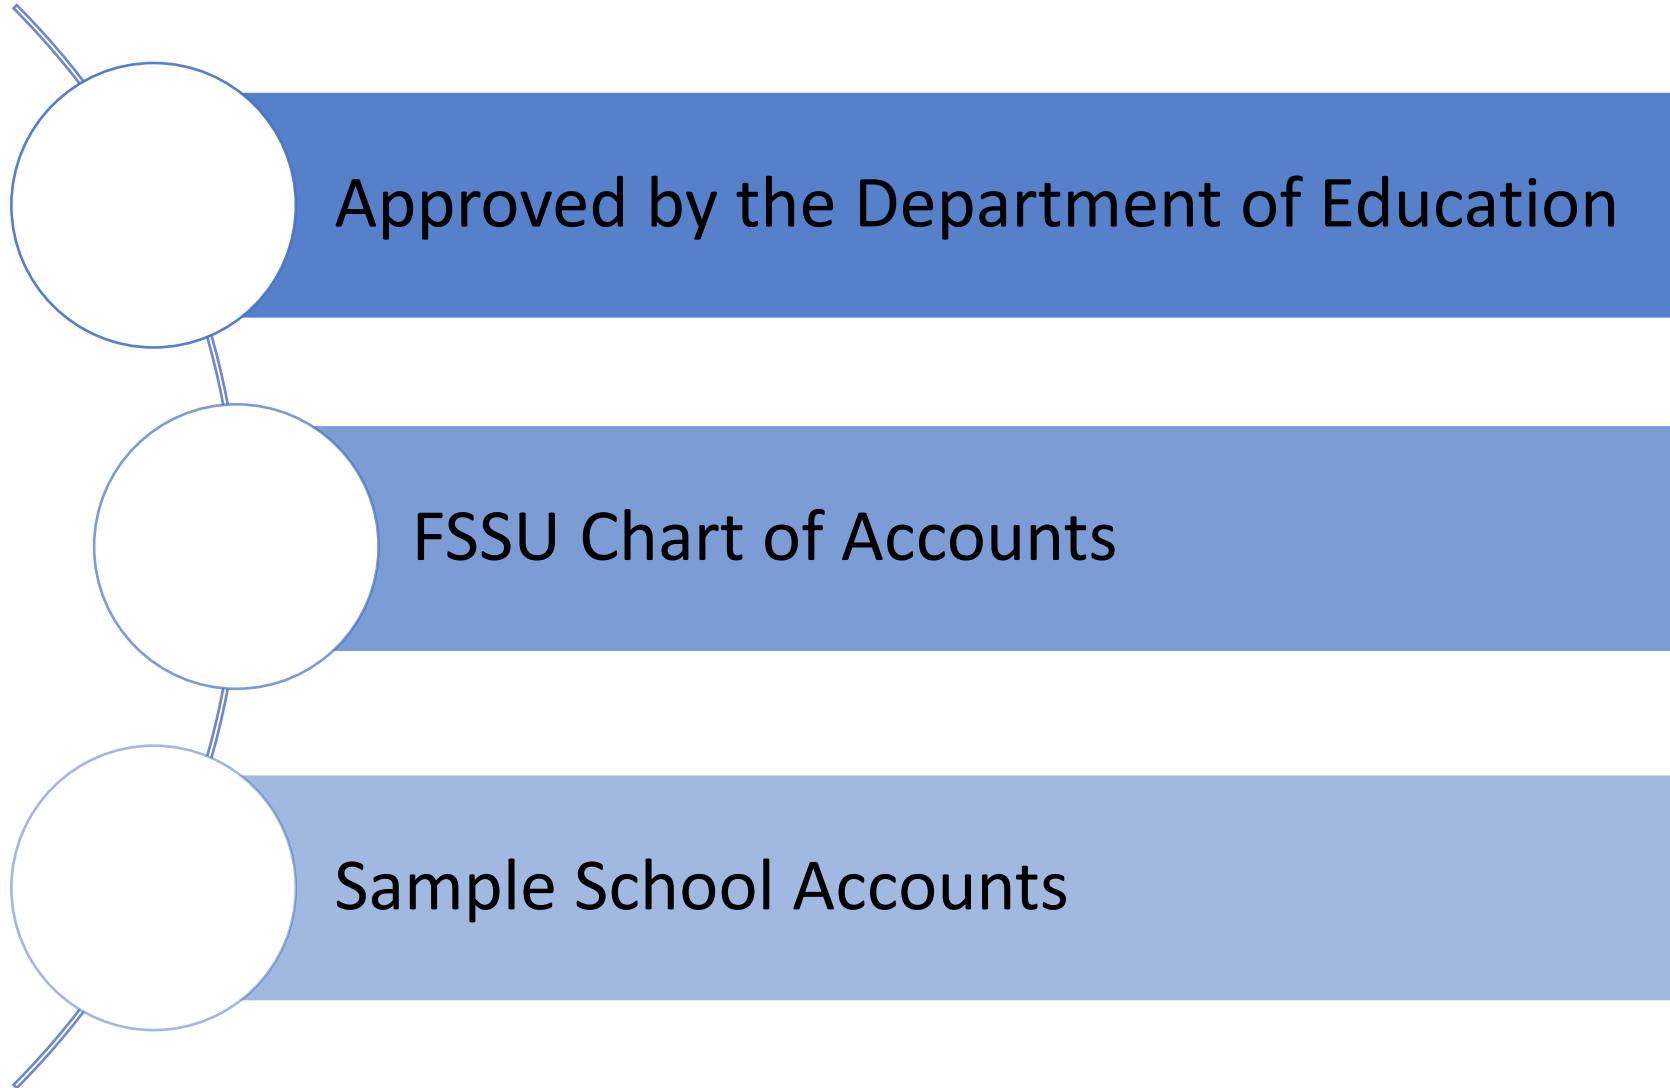 Approved by the Department of Education
FSSU Chart of Accounts
Sample School Accounts